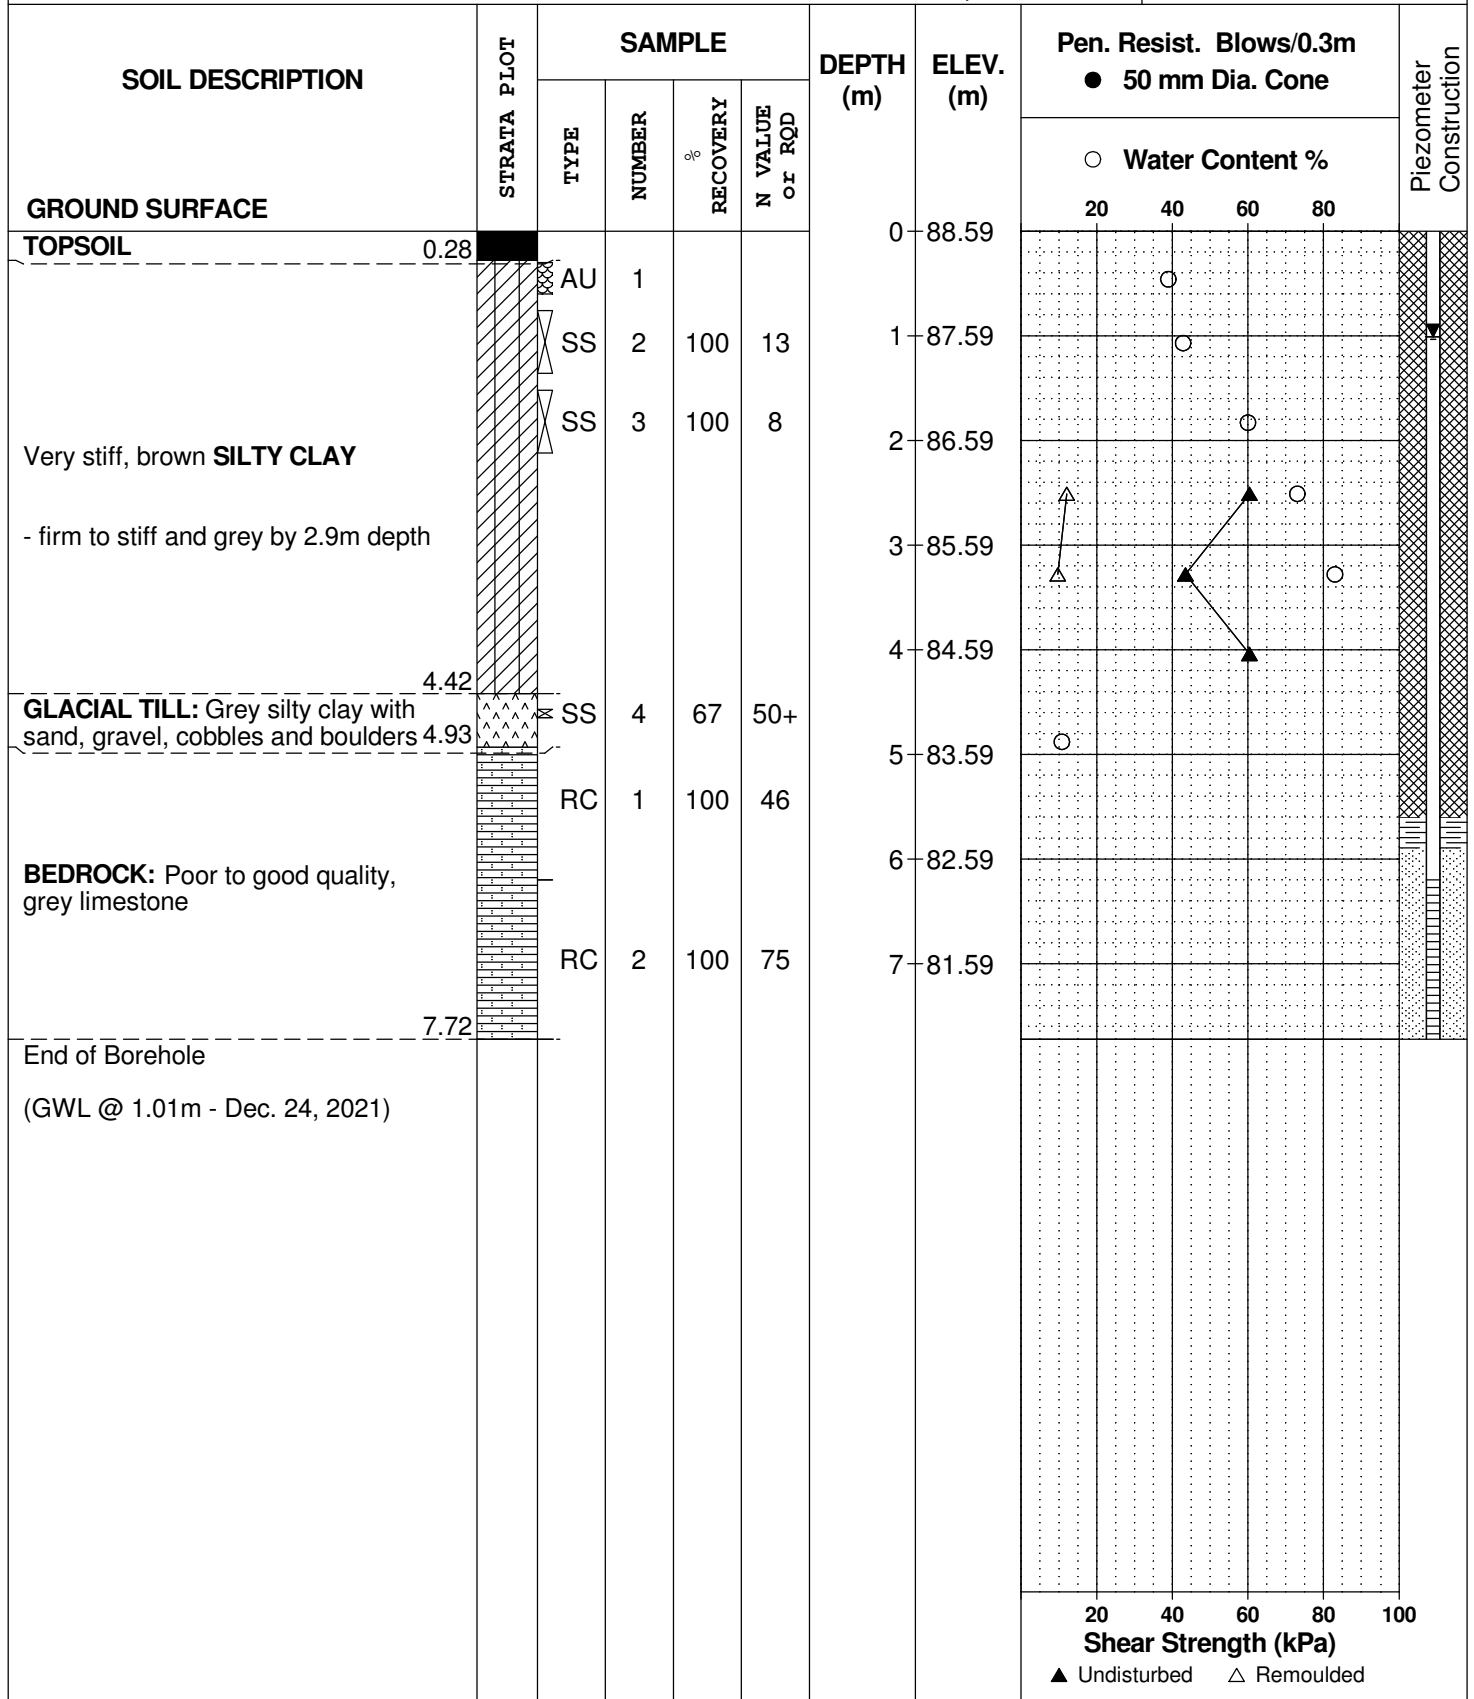 SOIL DESCRIPTION
GROUND SURFACE
STRATA PLOT
SAMPLE
TYPE
NUMBER
% RECOVERY
N VALUE or RQD
DEPTH (m)
ELEV. (m)
Pen. Resist. Blows/0.3m
● 50 mm Dia. Cone
○ Water Content %
20 40 60 80
Piezometer Construction
TOPSOIL 0.28
0 88.59
AU 1
SS 2 100 13
1 87.59
SS 3 100 8
2 86.59
Very stiff, brown SILTY CLAY
- firm to stiff and grey by 2.9m depth
3 85.59
4 84.59
4.42
GLACIAL TILL: Grey silty clay with
sand, gravel, cobbles and boulders 4.93
SS 4 67 50+
5 83.59
RC 1 100 46
6 82.59
BEDROCK: Poor to good quality,
grey limestone
RC 2 100 75
7 81.59
7.72
End of Borehole
(GWL @ 1.01m - Dec. 24, 2021)
20 40 60 80 100
Shear Strength (kPa)
▲ Undisturbed △ Remoulded